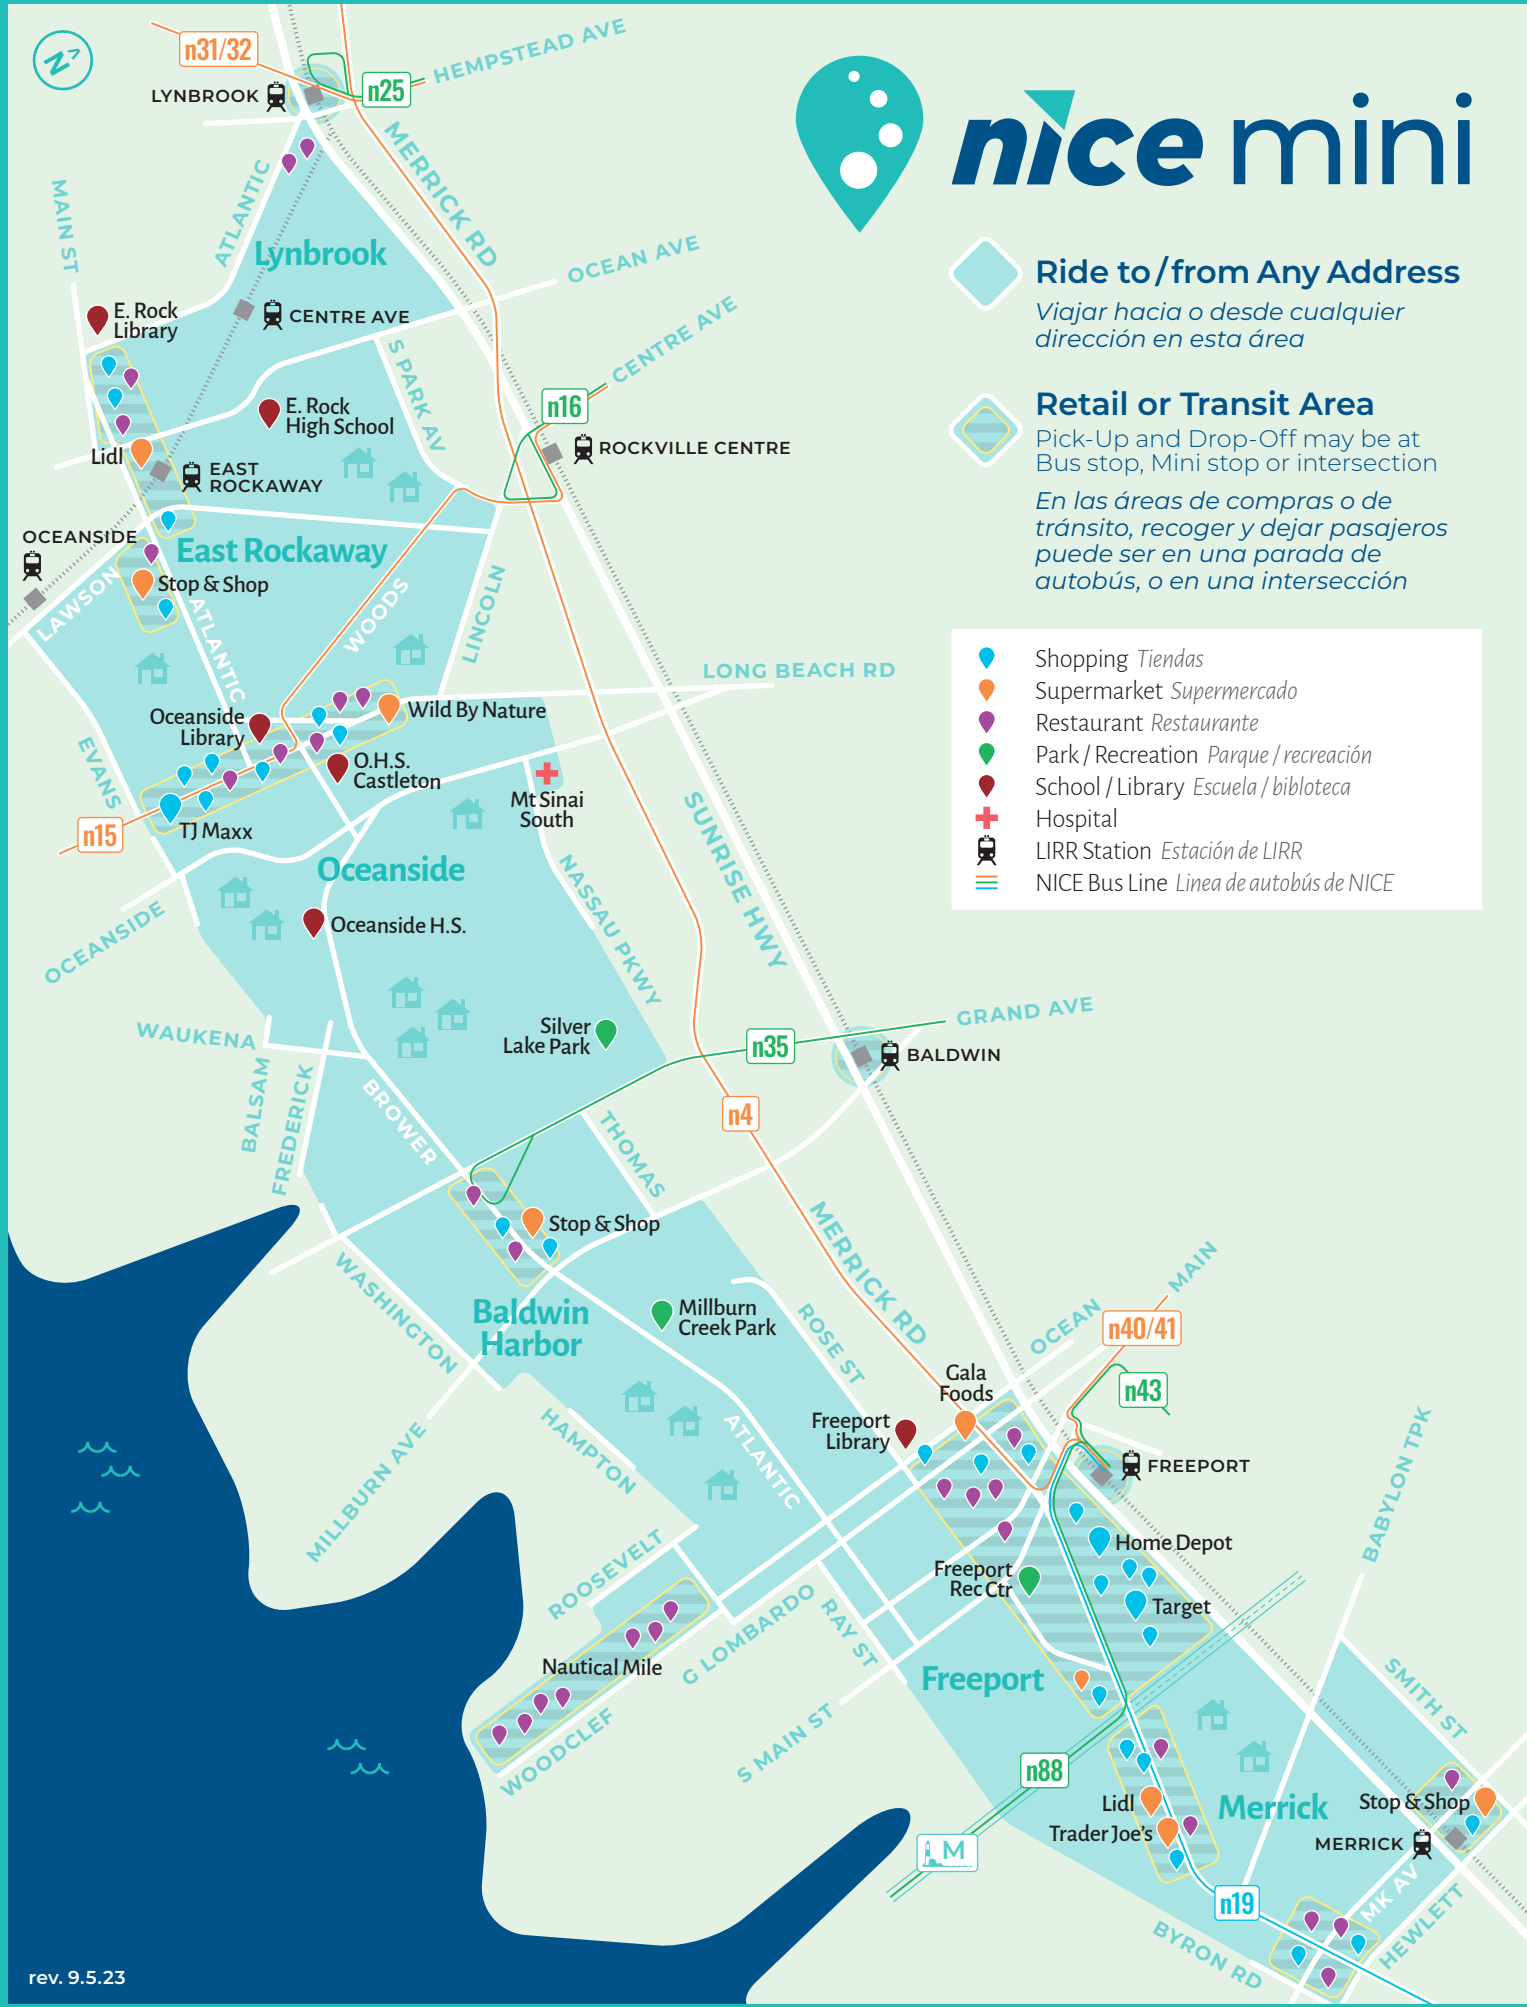 N
n31/32
HEMPSTEAD AVE
LYNBROOK
n25
MERRICK RD
nice mini
MAIN ST
ATLANTIC
Lynbrook
OCEAN AVE
Ride to/from Any Address
Viajar hacia o desde cualquier
dirección en esta área
E. Rock
Library
CENTRE AVE
CENTRE AVE
S PARK AV
Retail or Transit Area
Pick-Up and Drop-Off may be at
Bus stop, Mini stop or intersection
En las áreas de compras o de
tránsito, recoger y dejar pasajeros
puede ser en una parada de
autobús, o en una intersección
n16
E. Rock
High School
ROCKVILLE CENTRE
Lidl
EAST
ROCKAWAY
OCEANSIDE
East Rockaway
Stop & Shop
LAWSON
ATLANTIC
WOODS
LINCOLN
LONG BEACH RD
Shopping Tiendas
Supermarket Supermercado
Restaurant Restaurante
Park / Recreation Parque / recreación
School / Library Escuela / bibloteca
Hospital
LIRR Station Estación de LIRR
NICE Bus Line Linea de autobús de NICE
Oceanside
Library
Wild By Nature
EVANS
O.H.S.
Castleton
Mt Sinai
South
n15
TJ Maxx
SUNRISE HWY
Oceanside
NASSAU PKWY
OCEANSIDE
Oceanside H.S.
WAUKENA
Silver
Lake Park
n35
GRAND AVE
BALDWIN
BALSAM
FREDERICK
BROWER
n4
THOMAS
Stop & Shop
MERRICK RD
WASHINGTON
Baldwin
Harbor
Millburn
Creek Park
ROSE ST
OCEAN
MAIN
n40/41
n43
Gala
Foods
Freeport
Library
HAMPTON
ATLANTIC
MILLBURN AVE
FREEPORT
BABYLON TPK
Home Depot
Freeport
Rec Ctr
Target
ROOSEVELT
G LOMBARDO
RAY ST
Nautical Mile
WOODCLEF
Freeport
S MAIN ST
SMITH ST
n88
Lidl
Trader Joe's
Merrick
Stop & Shop
MERRICK
M
n19
MK AV
HEWLETT
BYRON RD
rev. 9.5.23